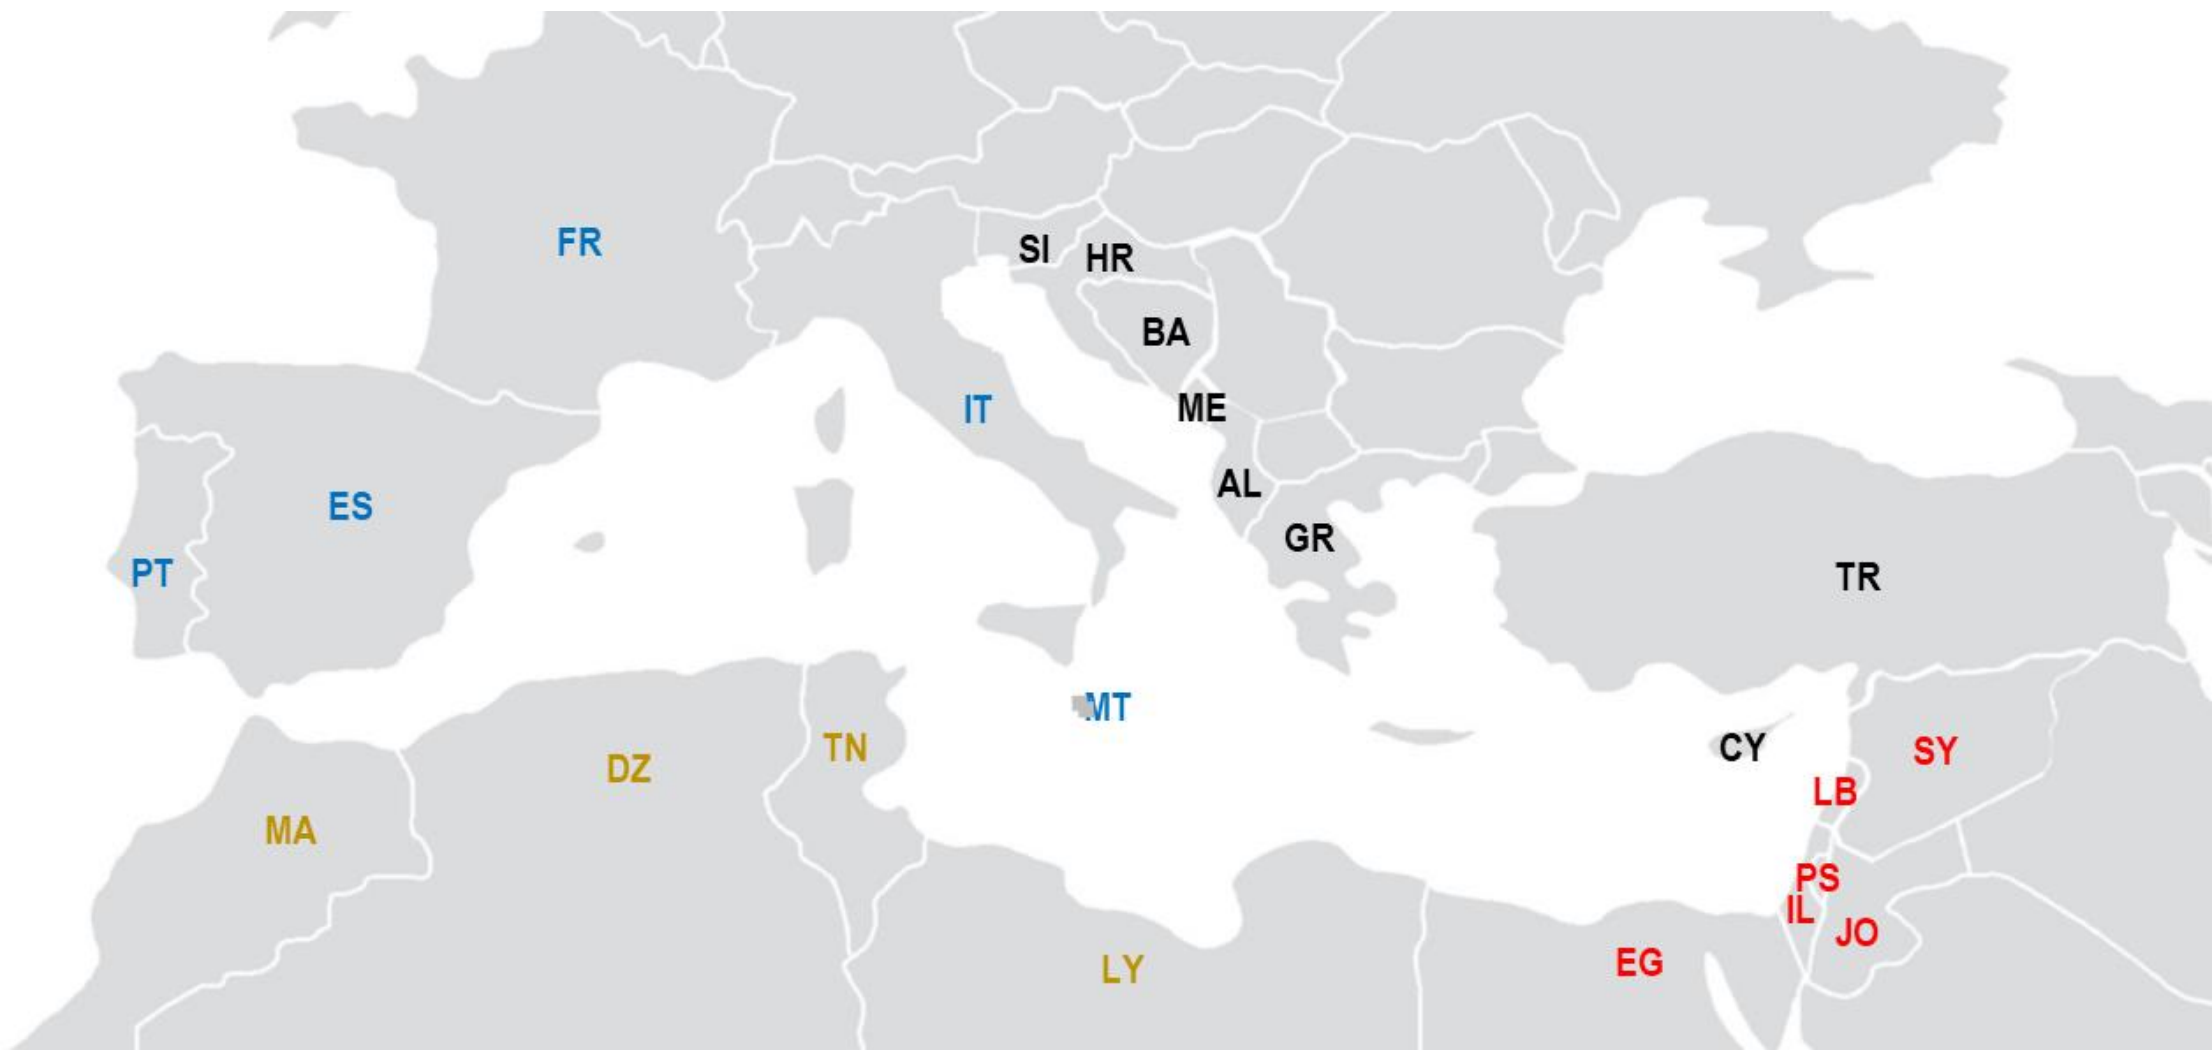 FR
SI
HR
BA
IT
ME
ES
AL
GR
PT
TR
MT
TN
CY
SY
DZ
LB
MA
PS
IL
JO
LY
EG